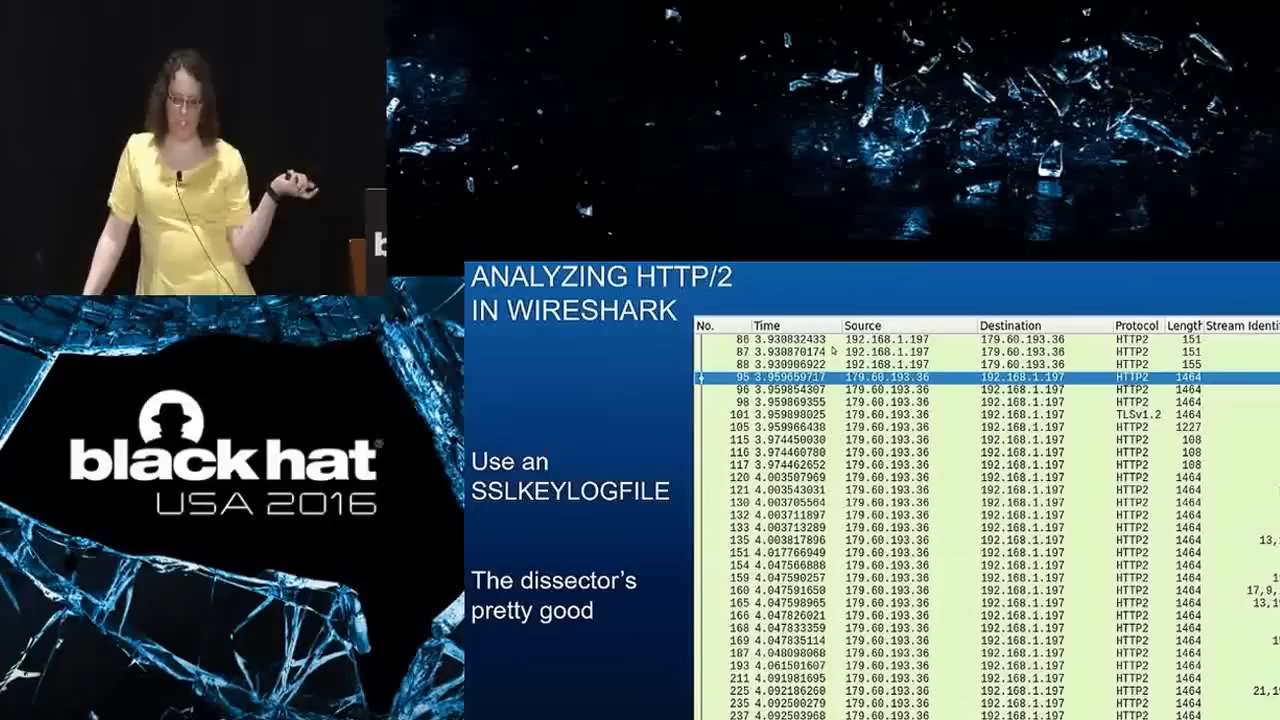 b
black hat
USA 2016
ANALYZING HTTP/2
IN WIRESHARK
Use an
SSLKEYLOGFILE
The dissector's
pretty good
No. Time Source Destination Protocol Length Stream Identi
86 3.930832433 192.168.1.197 179.60.193.36 HTTP2 151
87 3.930870174 192.168.1.197 179.60.193.36 HTTP2 151
88 3.930906922 192.168.1.197 179.60.193.36 HTTP2 155
95 3.959659717 179.60.193.36 192.168.1.197 HTTP2 1464
96 3.959854307 179.60.193.36 192.168.1.197 HTTP2 1464
98 3.959869355 179.60.193.36 192.168.1.197 HTTP2 1464
101 3.959898025 179.60.193.36 192.168.1.197 TLSv1.2 1464
105 3.959966438 179.60.193.36 192.168.1.197 HTTP2 1227
115 3.974450030 179.60.193.36 192.168.1.197 HTTP2 108
116 3.974460780 179.60.193.36 192.168.1.197 HTTP2 108
117 3.974462652 179.60.193.36 192.168.1.197 HTTP2 108
120 4.003507969 179.60.193.36 192.168.1.197 HTTP2 1464
121 4.003543031 179.60.193.36 192.168.1.197 HTTP2 1464
130 4.003705564 179.60.193.36 192.168.1.197 HTTP2 1464
132 4.003711897 179.60.193.36 192.168.1.197 HTTP2 1464
133 4.003713289 179.60.193.36 192.168.1.197 HTTP2 1464
135 4.003817896 179.60.193.36 192.168.1.197 HTTP2 1464 13,
151 4.017766949 179.60.193.36 192.168.1.197 HTTP2 1464
154 4.047566888 179.60.193.36 192.168.1.197 HTTP2 1464
159 4.047590257 179.60.193.36 192.168.1.197 HTTP2 1464
160 4.047591650 179.60.193.36 192.168.1.197 HTTP2 1464 17,9,
165 4.047598965 179.60.193.36 192.168.1.197 HTTP2 1464 13,1
166 4.047826021 179.60.193.36 192.168.1.197 HTTP2 1464
168 4.047833359 179.60.193.36 192.168.1.197 HTTP2 1464
169 4.047835114 179.60.193.36 192.168.1.197 HTTP2 1464
187 4.048098068 179.60.193.36 192.168.1.197 HTTP2 1464
193 4.061501607 179.60.193.36 192.168.1.197 HTTP2 1464
211 4.091981695 179.60.193.36 192.168.1.197 HTTP2 1464
225 4.092186260 179.60.193.36 192.168.1.197 HTTP2 1464 21,19
235 4.092500279 179.60.193.36 192.168.1.197 HTTP2 1464
237 4.092503968 179.60.193.36 192.168.1.197 HTTP2 1464